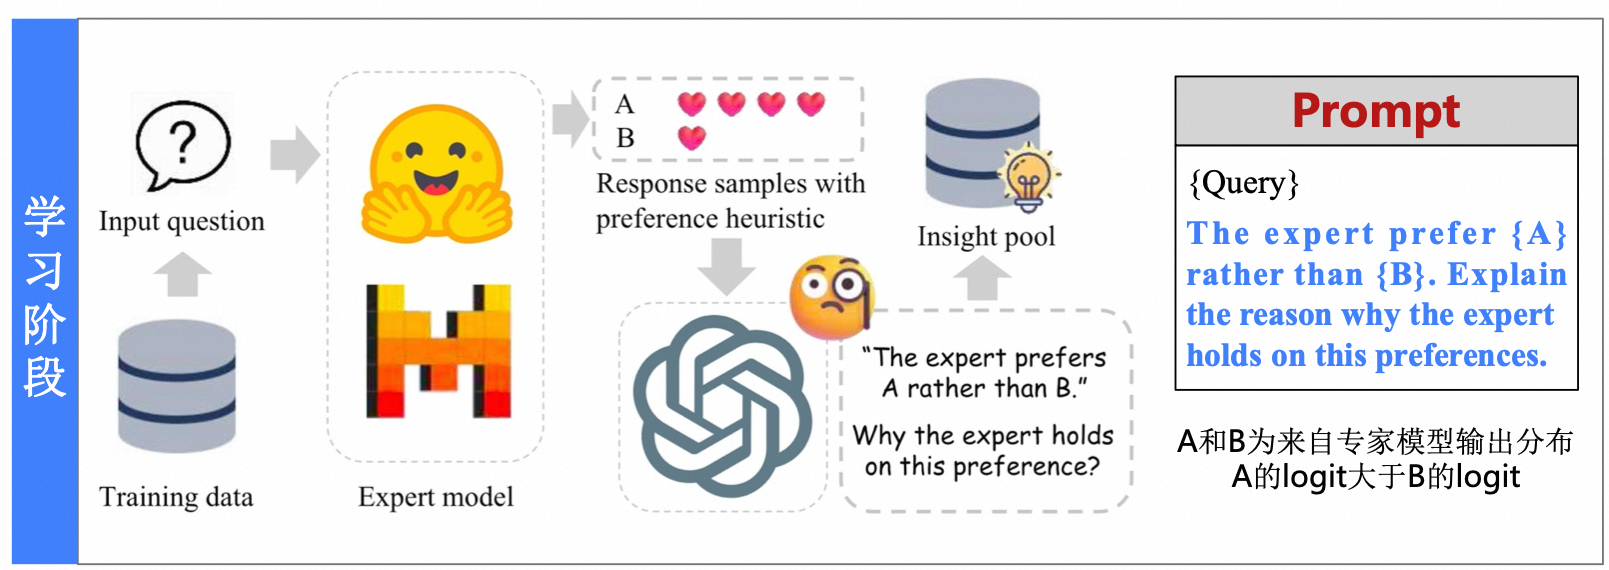 学
习
阶
段
?
Input question
Training data
Expert model
A
B
Response samples with
preference heuristic
“The expert prefers
A rather than B.”
Why the expert holds
on this preference?
Insight pool
Prompt
{Query}
The expert prefer {A}
rather than {B}. Explain
the reason why the expert
holds on this preferences.
A和B为来自专家模型输出分布
A的logit大于B的logit